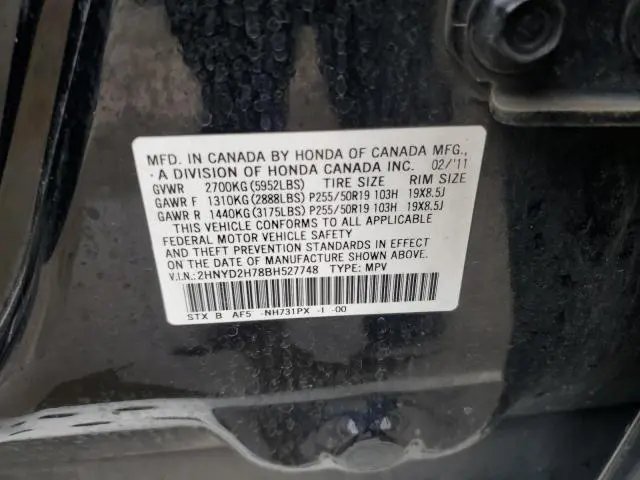 MFD. IN CANADA BY HONDA OF CANADA MFG.,
A DIVISION OF HONDA CANADA INC. 02/'11
GVWR 2700KG (5952LBS) TIRE SIZE RIM SIZE
GAWR F 1310KG (2888LBS) P255/50R19 103H 19X8.5J
GAWR R 1440KG (3175LBS) P255/50R19 103H 19X8.5J
THIS VEHICLE CONFORMS TO ALL APPLICABLE
FEDERAL MOTOR VEHICLE SAFETY
AND THEFT PREVENTION STANDARDS IN EFFECT
ON THE DATE OF MANUFACTURE SHOWN ABOVE.
V.I.N.: 2HNYD2H78BH527748 TYPE: MPV
STX B AF5 -NH731PX -I -00